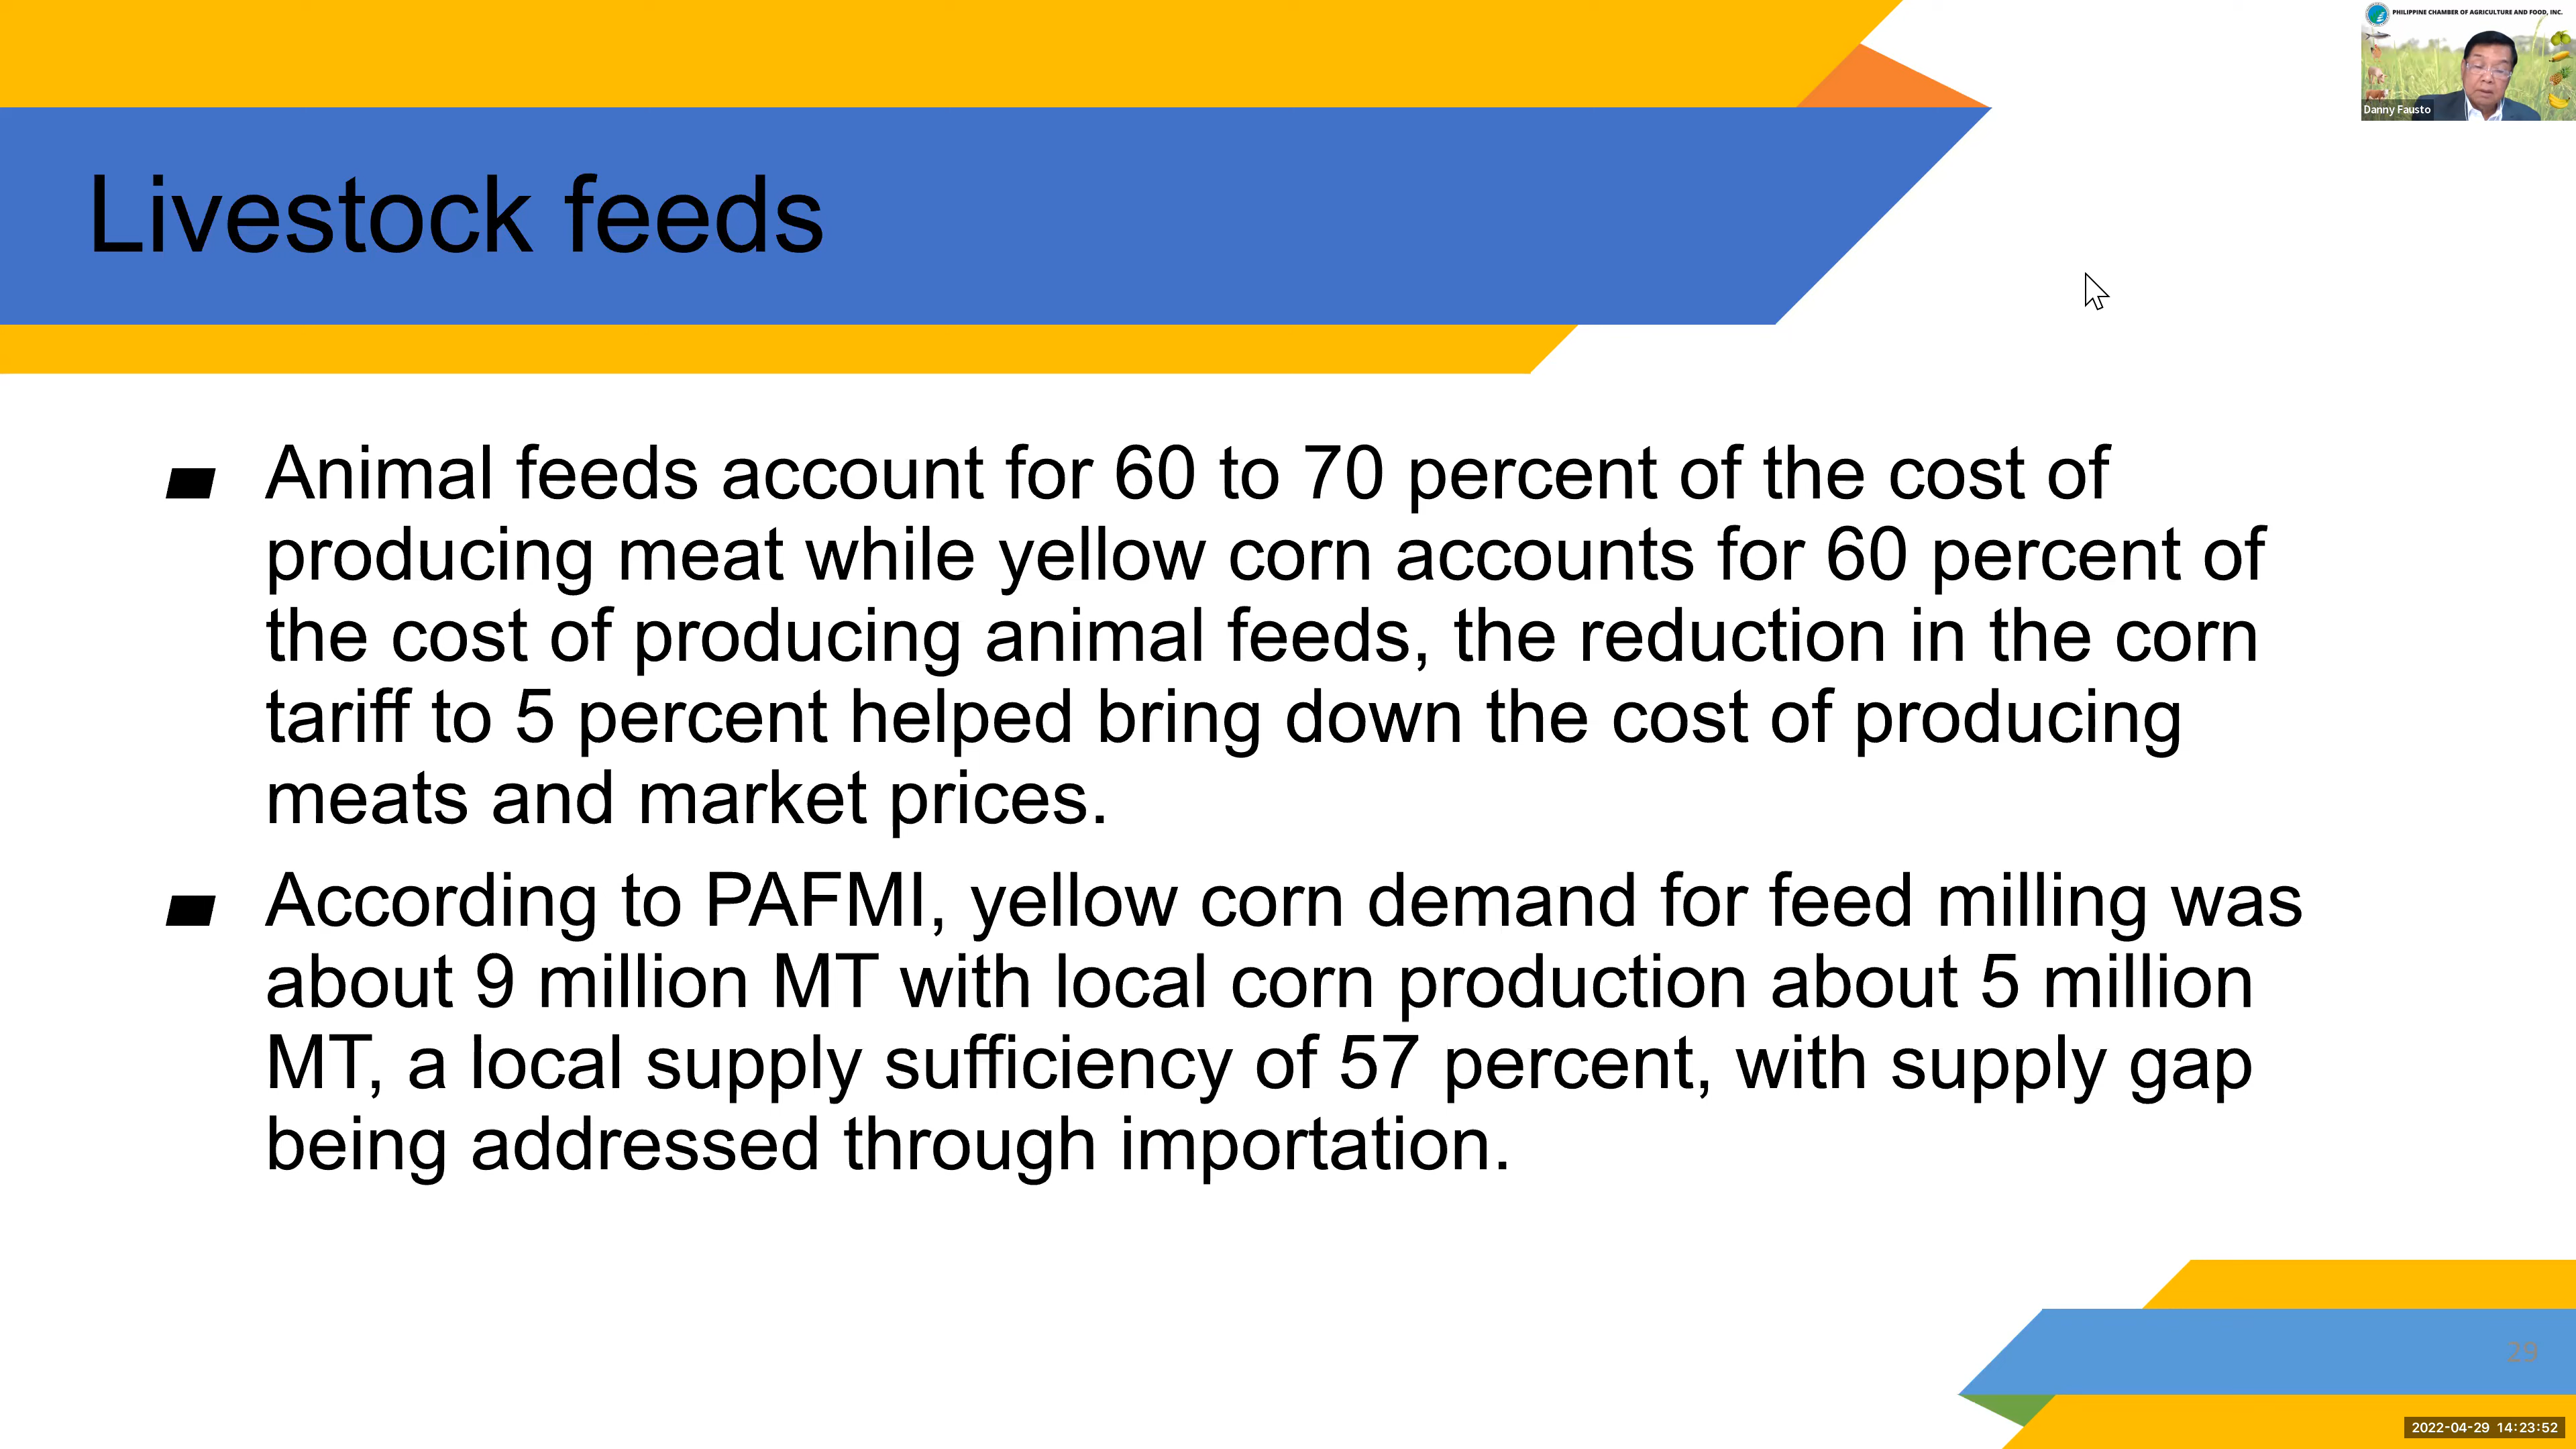 PHILIPPINE CHAMBER OF AGRICULTURE AND FOOD, INC.
Danny Fausto
Livestock feeds
Animal feeds account for 60 to 70 percent of the cost of
producing meat while yellow corn accounts for 60 percent of
the cost of producing animal feeds, the reduction in the corn
tariff to 5 percent helped bring down the cost of producing
meats and market prices.
According to PAFMI, yellow corn demand for feed milling was
about 9 million MT with local corn production about 5 million
MT, a local supply sufficiency of 57 percent, with supply gap
being addressed through importation.
29
2022-04-29 14:23:52